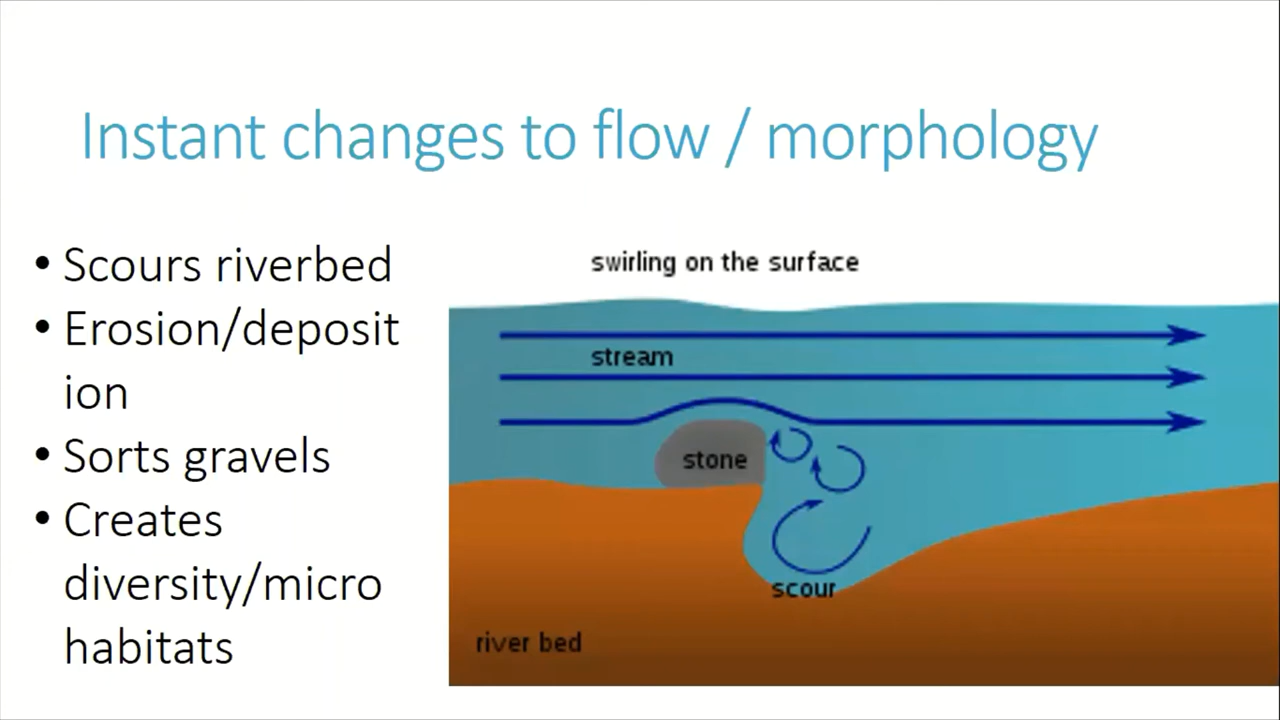 Instant changes to flow / morphology
• Scours riverbed
• Erosion/deposit
ion
• Sorts gravels
• Creates
diversity/micro
habitats
swirling on the surface
stream
stone
scour
river bed